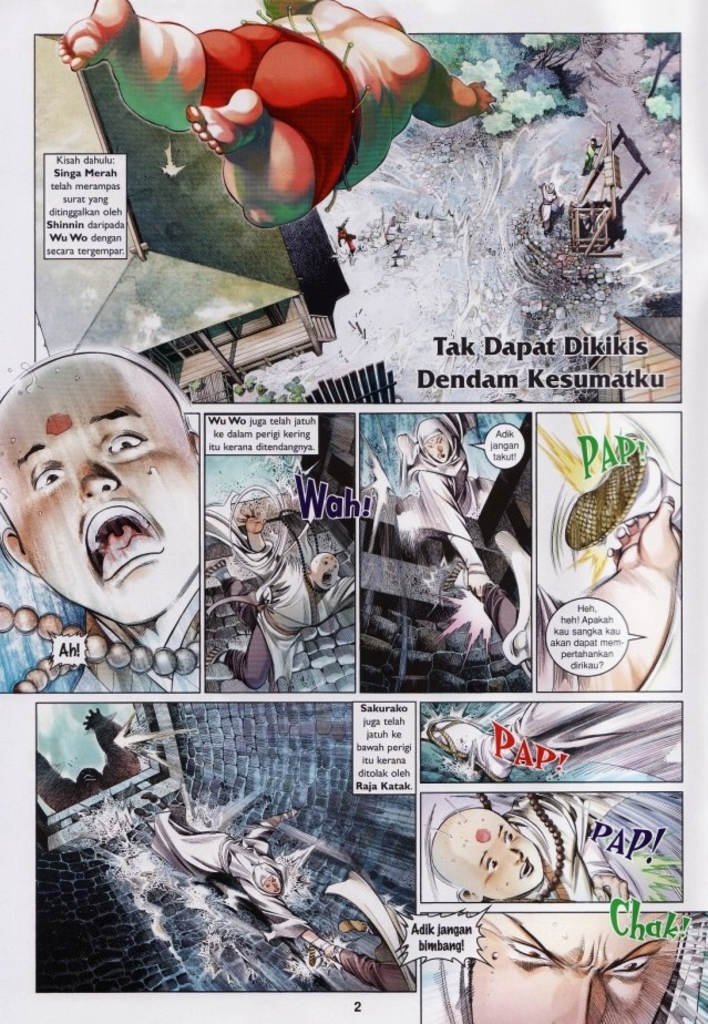 Kisah dahulu:
Singa Merah
telah merampas
surat yang
ditinggalkan oleh
Shinnin daripada
Wu Wo dengan
secara tergempar.
Tak Dapat Dikikis
Dendam Kesumatku
Ah!
Wu Wo juga telah jatuh
ke dalam perigi kering
itu kerana ditendangnya.
Wah!
Adik
jangan
takut!
PAP!
Heh,
heh! Apakah
kau sangka kau
akan dapat mem-
pertahankan
dirikau?
Sakurako
juga telah
jatuh ke
bawah perigi
itu kerana
ditolak oleh
Raja Katak.
PAP!
PAP!
Adik jangan
bimbang!
Chak!
2